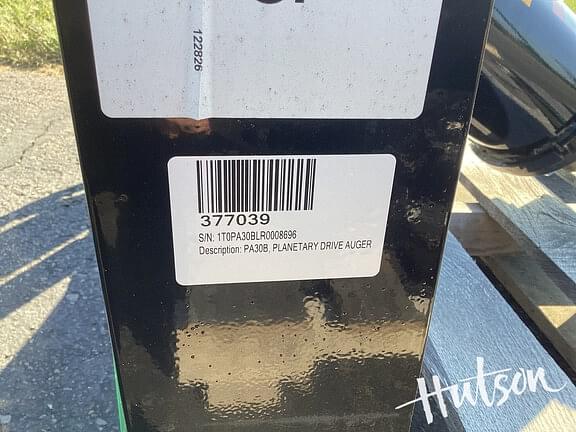 122826
377039
S/N: 1T0PA30BLR0008696
Description: PA30B, PLANETARY DRIVE AUGER
Hutson